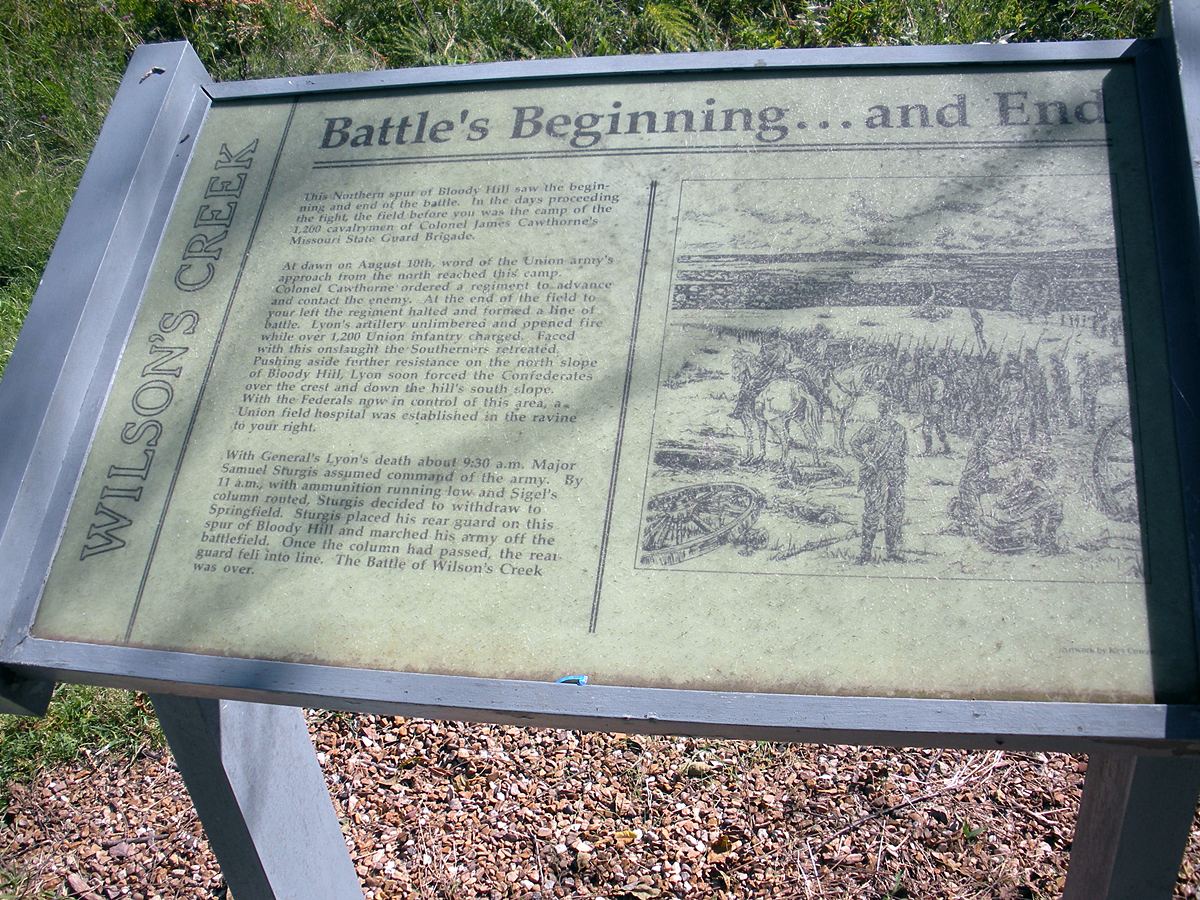 WILSON'S CREEK
Battle's Beginning...and End
This Northern spur of Bloody Hill saw the begin-
ning and end of the battle. In the days proceeding
the fight, the field before you was the camp of the
1,200 cavalrymen of Colonel James Cawthorne's
Missouri State Guard Brigade.
At dawn on August 10th, word of the Union army's
approach from the north reached this camp.
Colonel Cawthorne ordered a regiment to advance
and contact the enemy. At the end of the field to
your left the regiment halted and formed a line of
battle. Lyon's artillery unlimbered and opened fire
while over 1,200 Union infantry charged. Faced
with this onslaught the Southerners retreated.
Pushing aside further resistance on the north slope
of Bloody Hill, Lyon soon forced the Confederates
over the crest and down the hill's south slope.
With the Federals now in control of this area, a
Union field hospital was established in the ravine
to your right.
With General's Lyon's death about 9:30 a.m. Major
Samuel Sturgis assumed command of the army. By
11 a.m., with ammunition running low and Sigel's
column routed, Sturgis decided to withdraw to
Springfield. Sturgis placed his rear guard on this
spur of Bloody Hill and marched his army off the
battlefield. Once the column had passed, the rear
guard fell into line. The Battle of Wilson's Creek
was over.
Artwork by